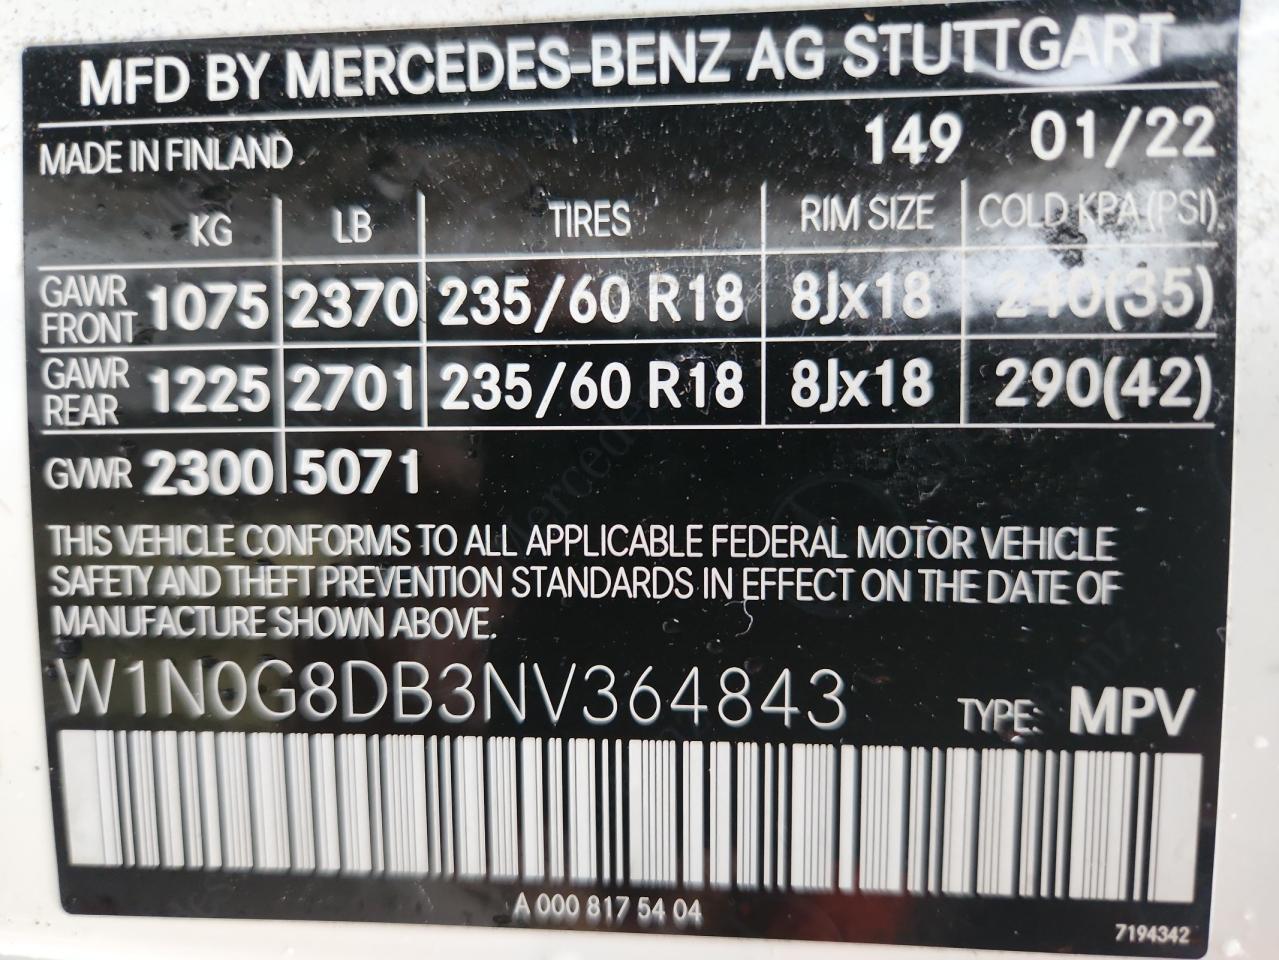 MFD BY MERCEDES-BENZ AG STUTTGART
MADE IN FINLAND 149 01/22
KG LB TIRES RIM SIZE COLD KPA (PSI)
GAWR FRONT 1075 2370 235/60 R18 8Jx18 240(35)
GAWR REAR 1225 2701 235/60 R18 8Jx18 290(42)
GVWR 2300 5071
THIS VEHICLE CONFORMS TO ALL APPLICABLE FEDERAL MOTOR VEHICLE
SAFETY AND THEFT PREVENTION STANDARDS IN EFFECT ON THE DATE OF
MANUFACTURE SHOWN ABOVE.
W1N0G8DB3NV364843 TYPE: MPV
A 000 817 54 04
7194342